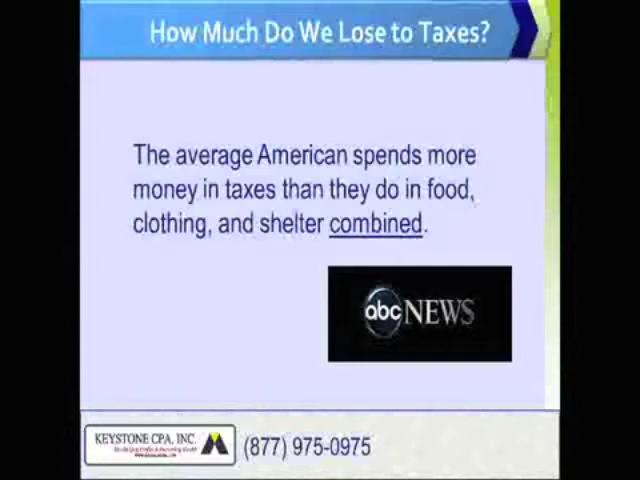 How Much Do We Lose to Taxes?
The average American spends more
money in taxes than they do in food,
clothing, and shelter combined.
abc NEWS
KEYSTONE CPA, INC.
(877) 975-0975